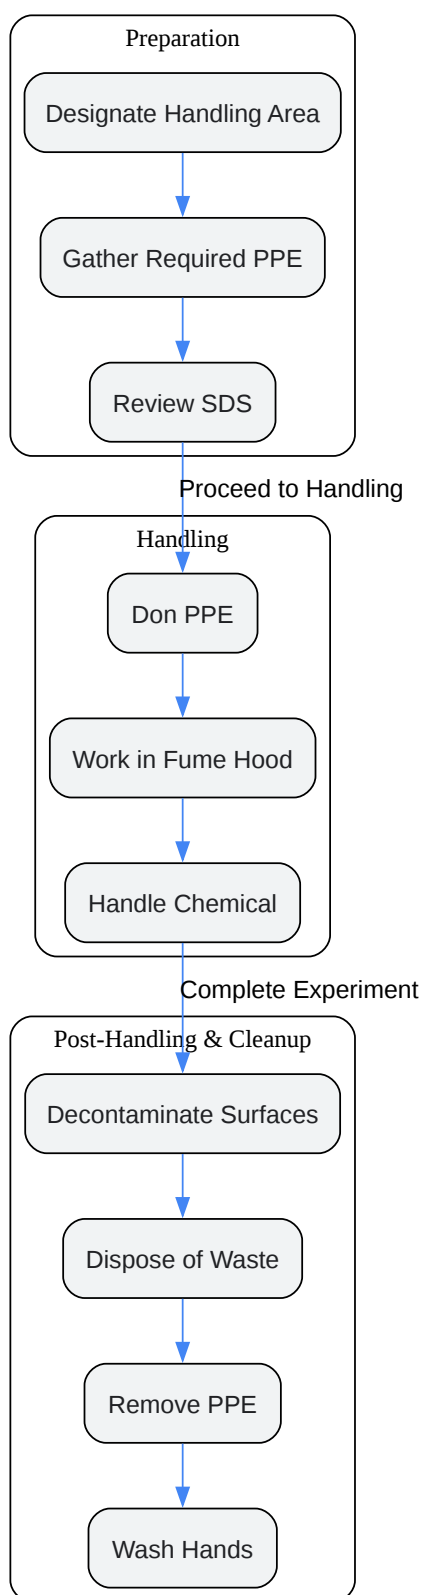 Preparation
Designate Handling Area
Gather Required PPE
Review SDS
Proceed to Handling
Handling
Don PPE
Work in Fume Hood
Handle Chemical
Complete Experiment
Post-Handling & Cleanup
Decontaminate Surfaces
Dispose of Waste
Remove PPE
Wash Hands